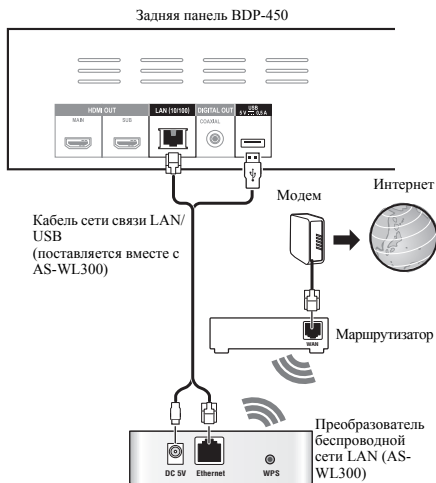 Задняя панель BDP-450
HDMI OUT
MAIN
SUB
LAN (10/100)
DIGITAL OUT
COAXIAL
USB
5 V ⎓ 0,5 A
Модем
Интернет
Кабель сети связи LAN/
USB
(поставляется вместе с
AS-WL300)
WAN
Маршрутизатор
Преобразователь
беспроводной
сети LAN (AS-
WL300)
DC 5V
Ethernet
WPS